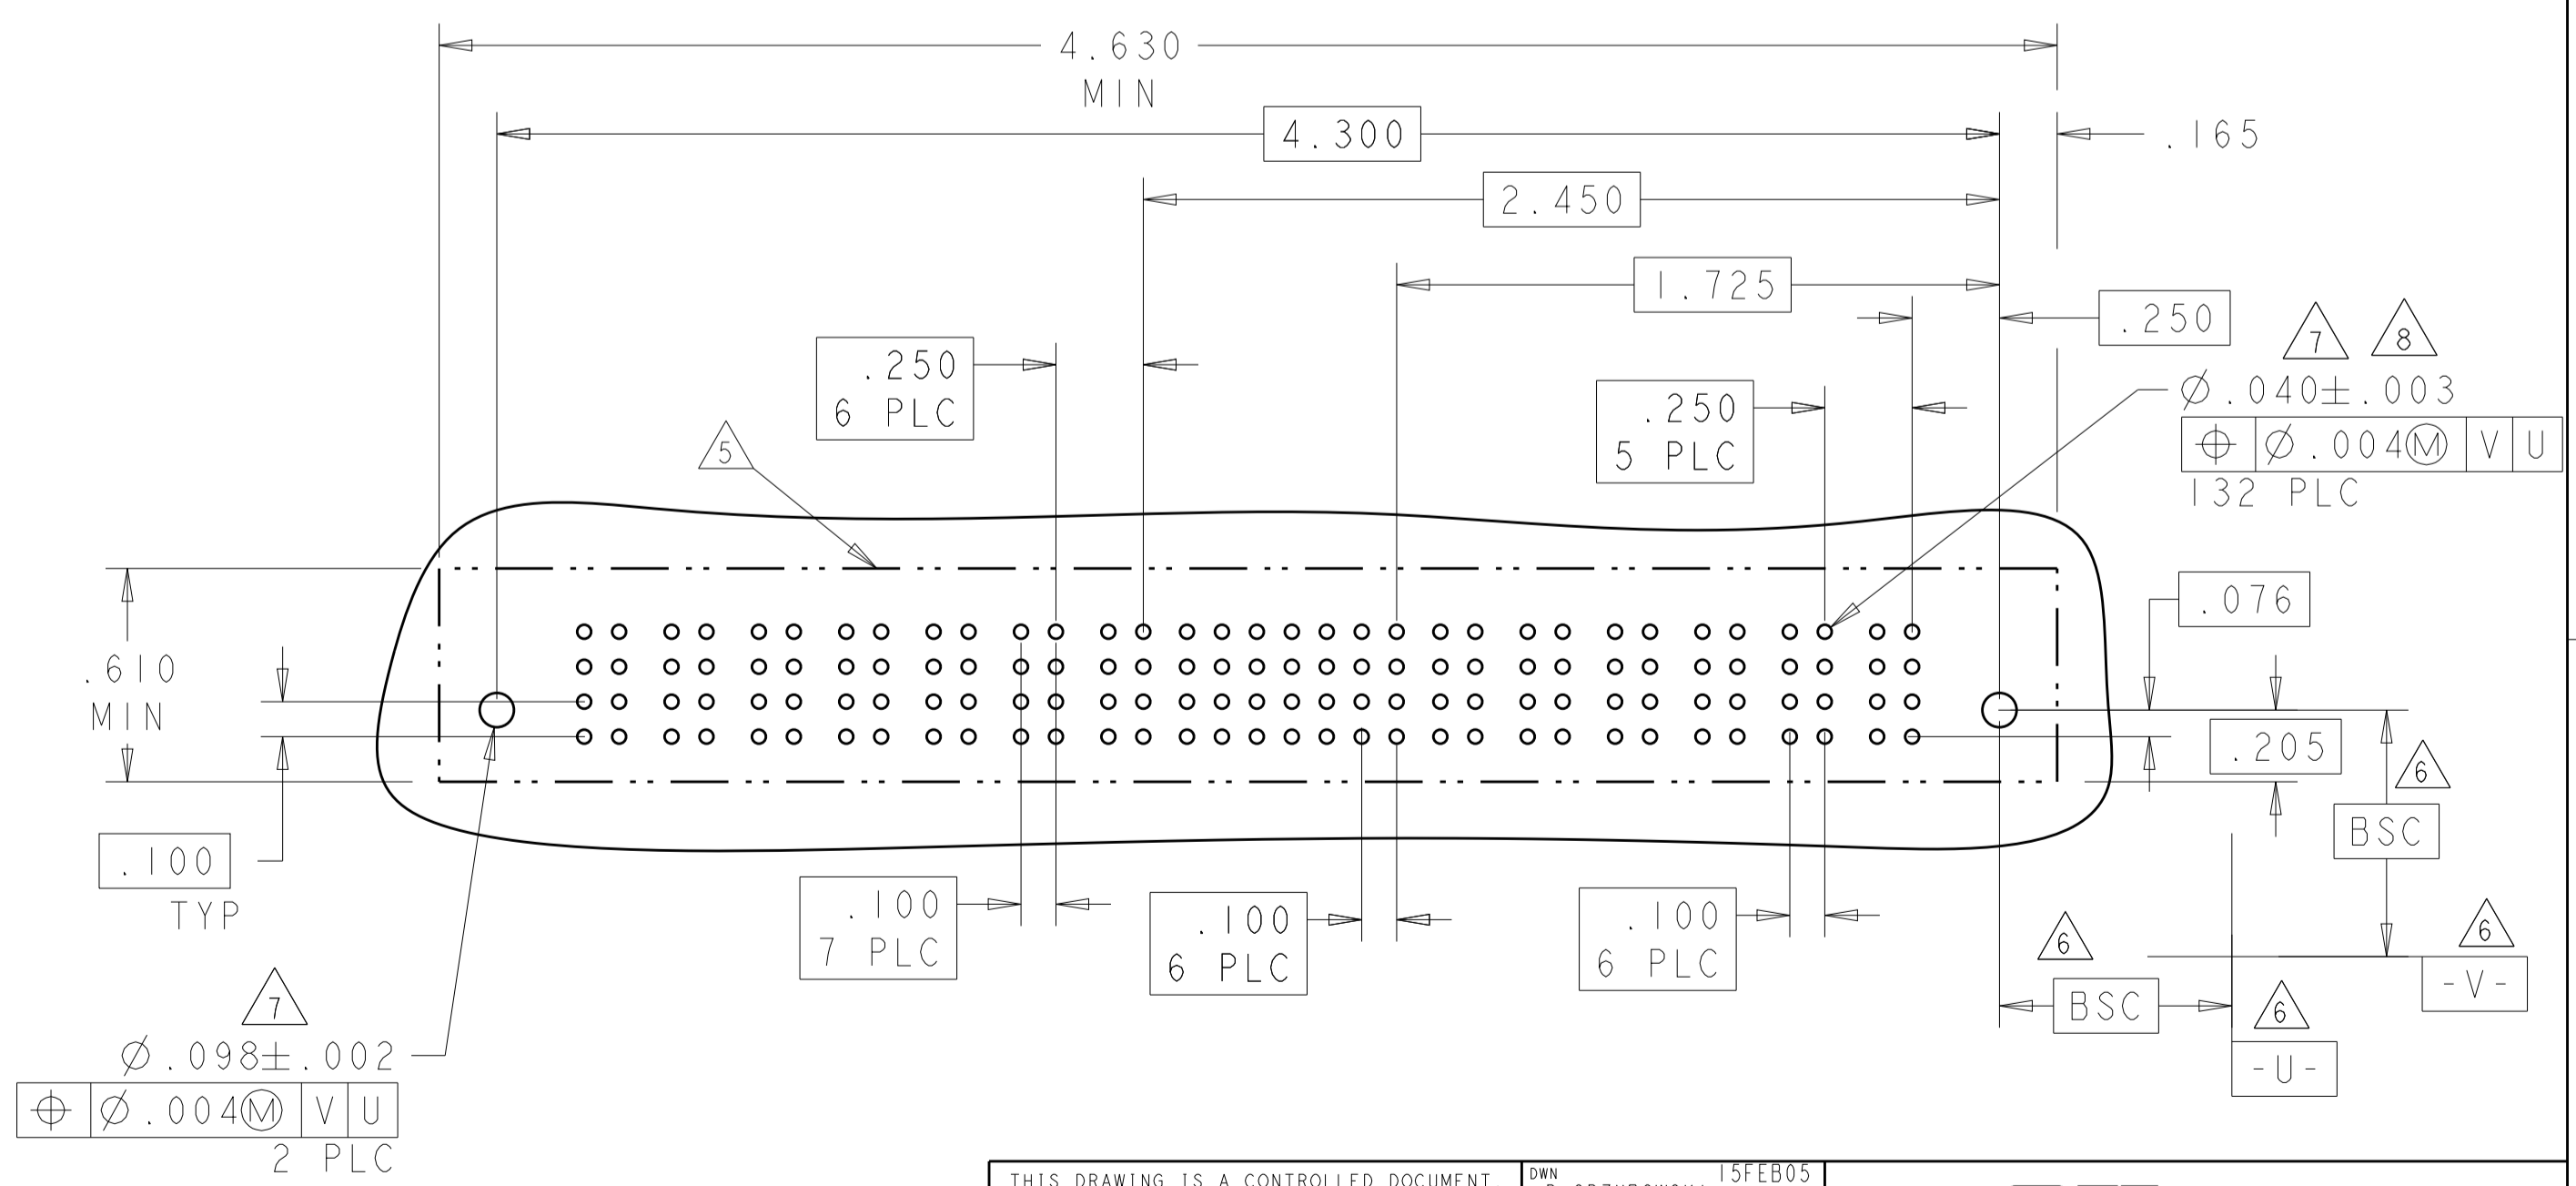 4.630
MIN
4.300
.165
2.450
1.725
.250
7 8
.250
6 PLC
.250
5 PLC
Ø.040±.003
⌖ Ø.004Ⓜ V U
132 PLC
5
.076
.610
MIN
.205
6
BSC
.100
TYP
.100
7 PLC
.100
6 PLC
.100
6 PLC
6
6
BSC
-V-
6
-U-
7
Ø.098±.002
⌖ Ø.004Ⓜ V U
2 PLC
THIS DRAWING IS A CONTROLLED DOCUMENT.
DWN 15FEB05